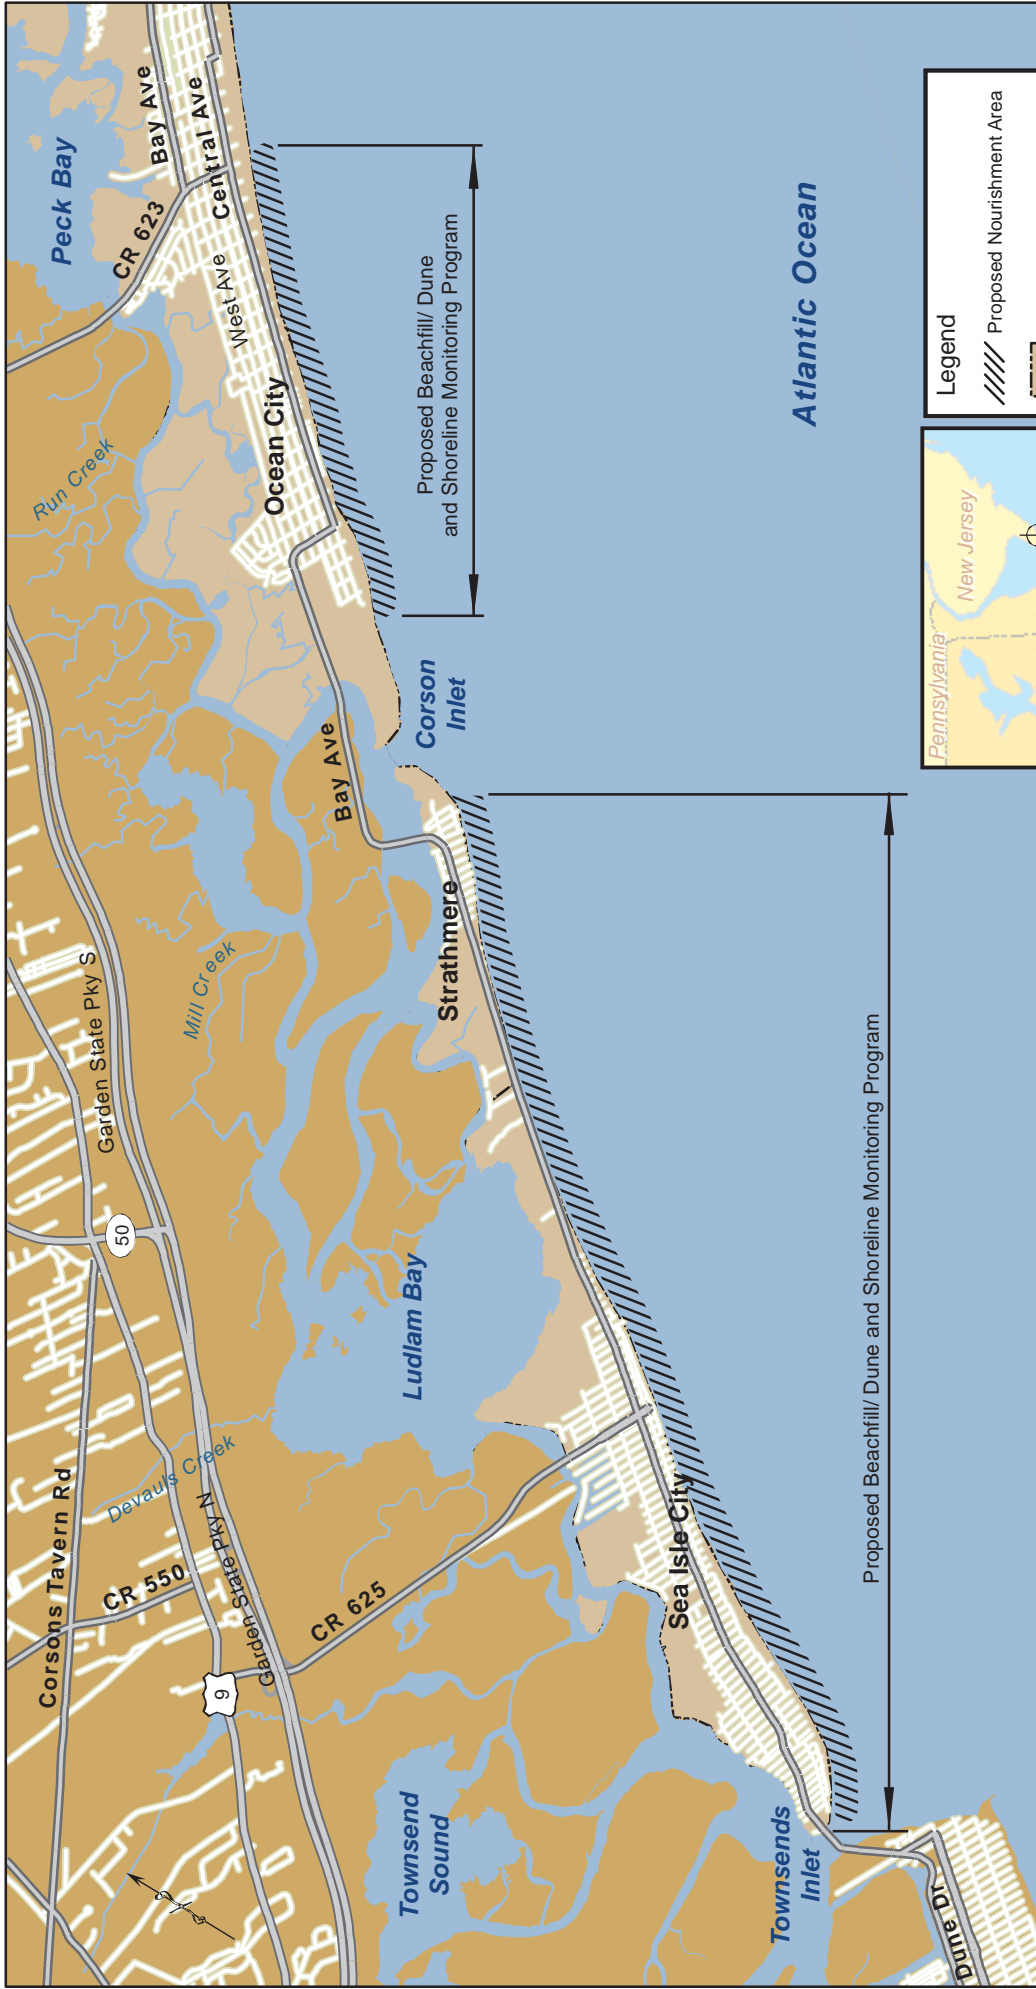 Peck Bay
Bay Ave
Central Ave
CR 623
West Ave
Ocean City
Run Creek
Proposed Beachfill/ Dune
and Shoreline Monitoring Program
Atlantic Ocean
Legend
Proposed Nourishment Area
Pennsylvania
New Jersey
Corson
Inlet
Bay Ave
Strathmere
Mill Creek
Garden State Pky S
50
Ludlam Bay
Proposed Beachfill/ Dune and Shoreline Monitoring Program
Devauls Creek
Corsons Tavern Rd
CR 550
Garden State Pky N
CR 625
9
Sea Isle City
Townsend
Sound
Townsends
Inlet
Dune Dr